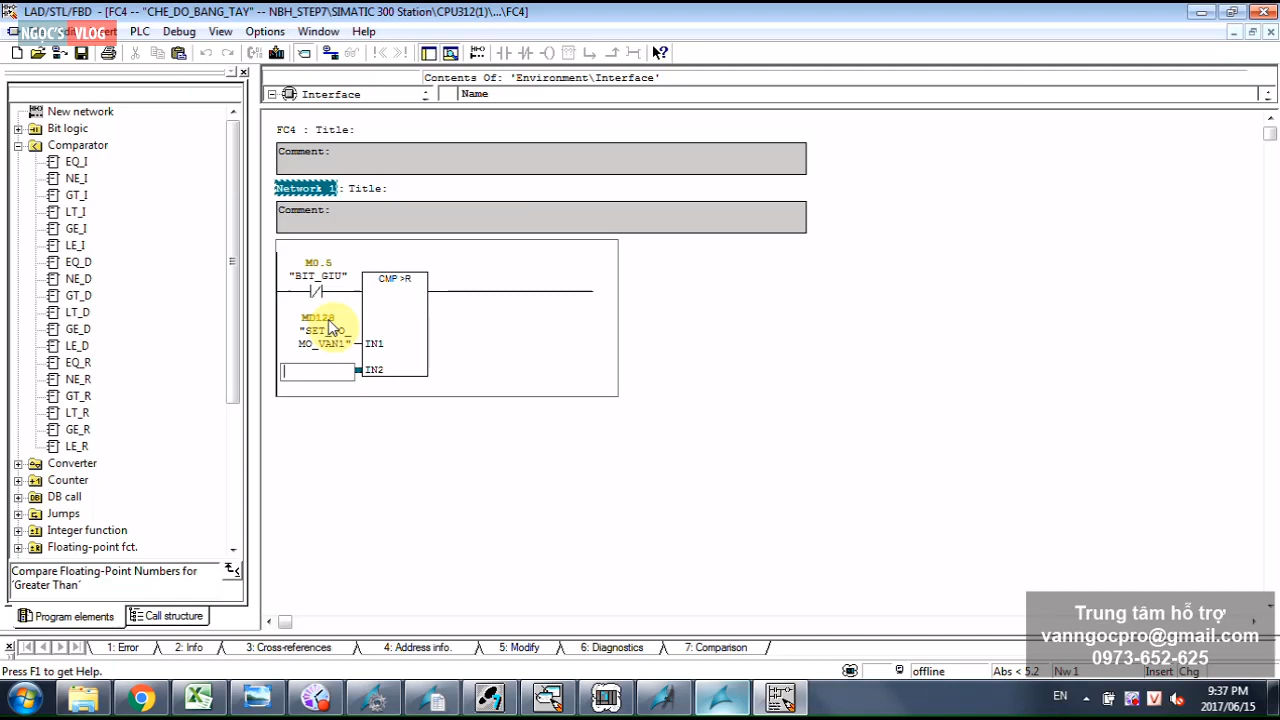 LAD/STL/FBD - [FC4 -- "CHE_DO_BANG_TAY" -- NBH_STEP7\SIMATIC 300 Station\CPU312(1)\...\FC4]
NGỌC'S VLOG
PLC Debug View Options Window Help
Contents Of: 'Environment\Interface'
Interface
Name
New network
Bit logic
Comparator
EQ_I
NE_I
GT_I
LT_I
GE_I
LE_I
EQ_D
NE_D
GT_D
LT_D
GE_D
LE_D
EQ_R
NE_R
GT_R
LT_R
GE_R
LE_R
Converter
Counter
DB call
Jumps
Integer function
Floating-point fct.
Compare Floating-Point Numbers for
'Greater Than'
Program elements
Call structure
FC4 : Title:
Comment:
Network 1: Title:
Comment:
M0.5
"BIT_GIU"
CMP >R
MD128
MO_VAN1"
IN1
IN2
1: Error 2: Info 3: Cross-references 4: Address info. 5: Modify 6: Diagnostics 7: Comparison
Press F1 to get Help.
offline
Abs < 5.2
Nw 1
Insert
Chg
Trung tâm hỗ trợ
vanngocpro@gmail.com
0973-652-625
EN
9:37 PM
2017/06/15